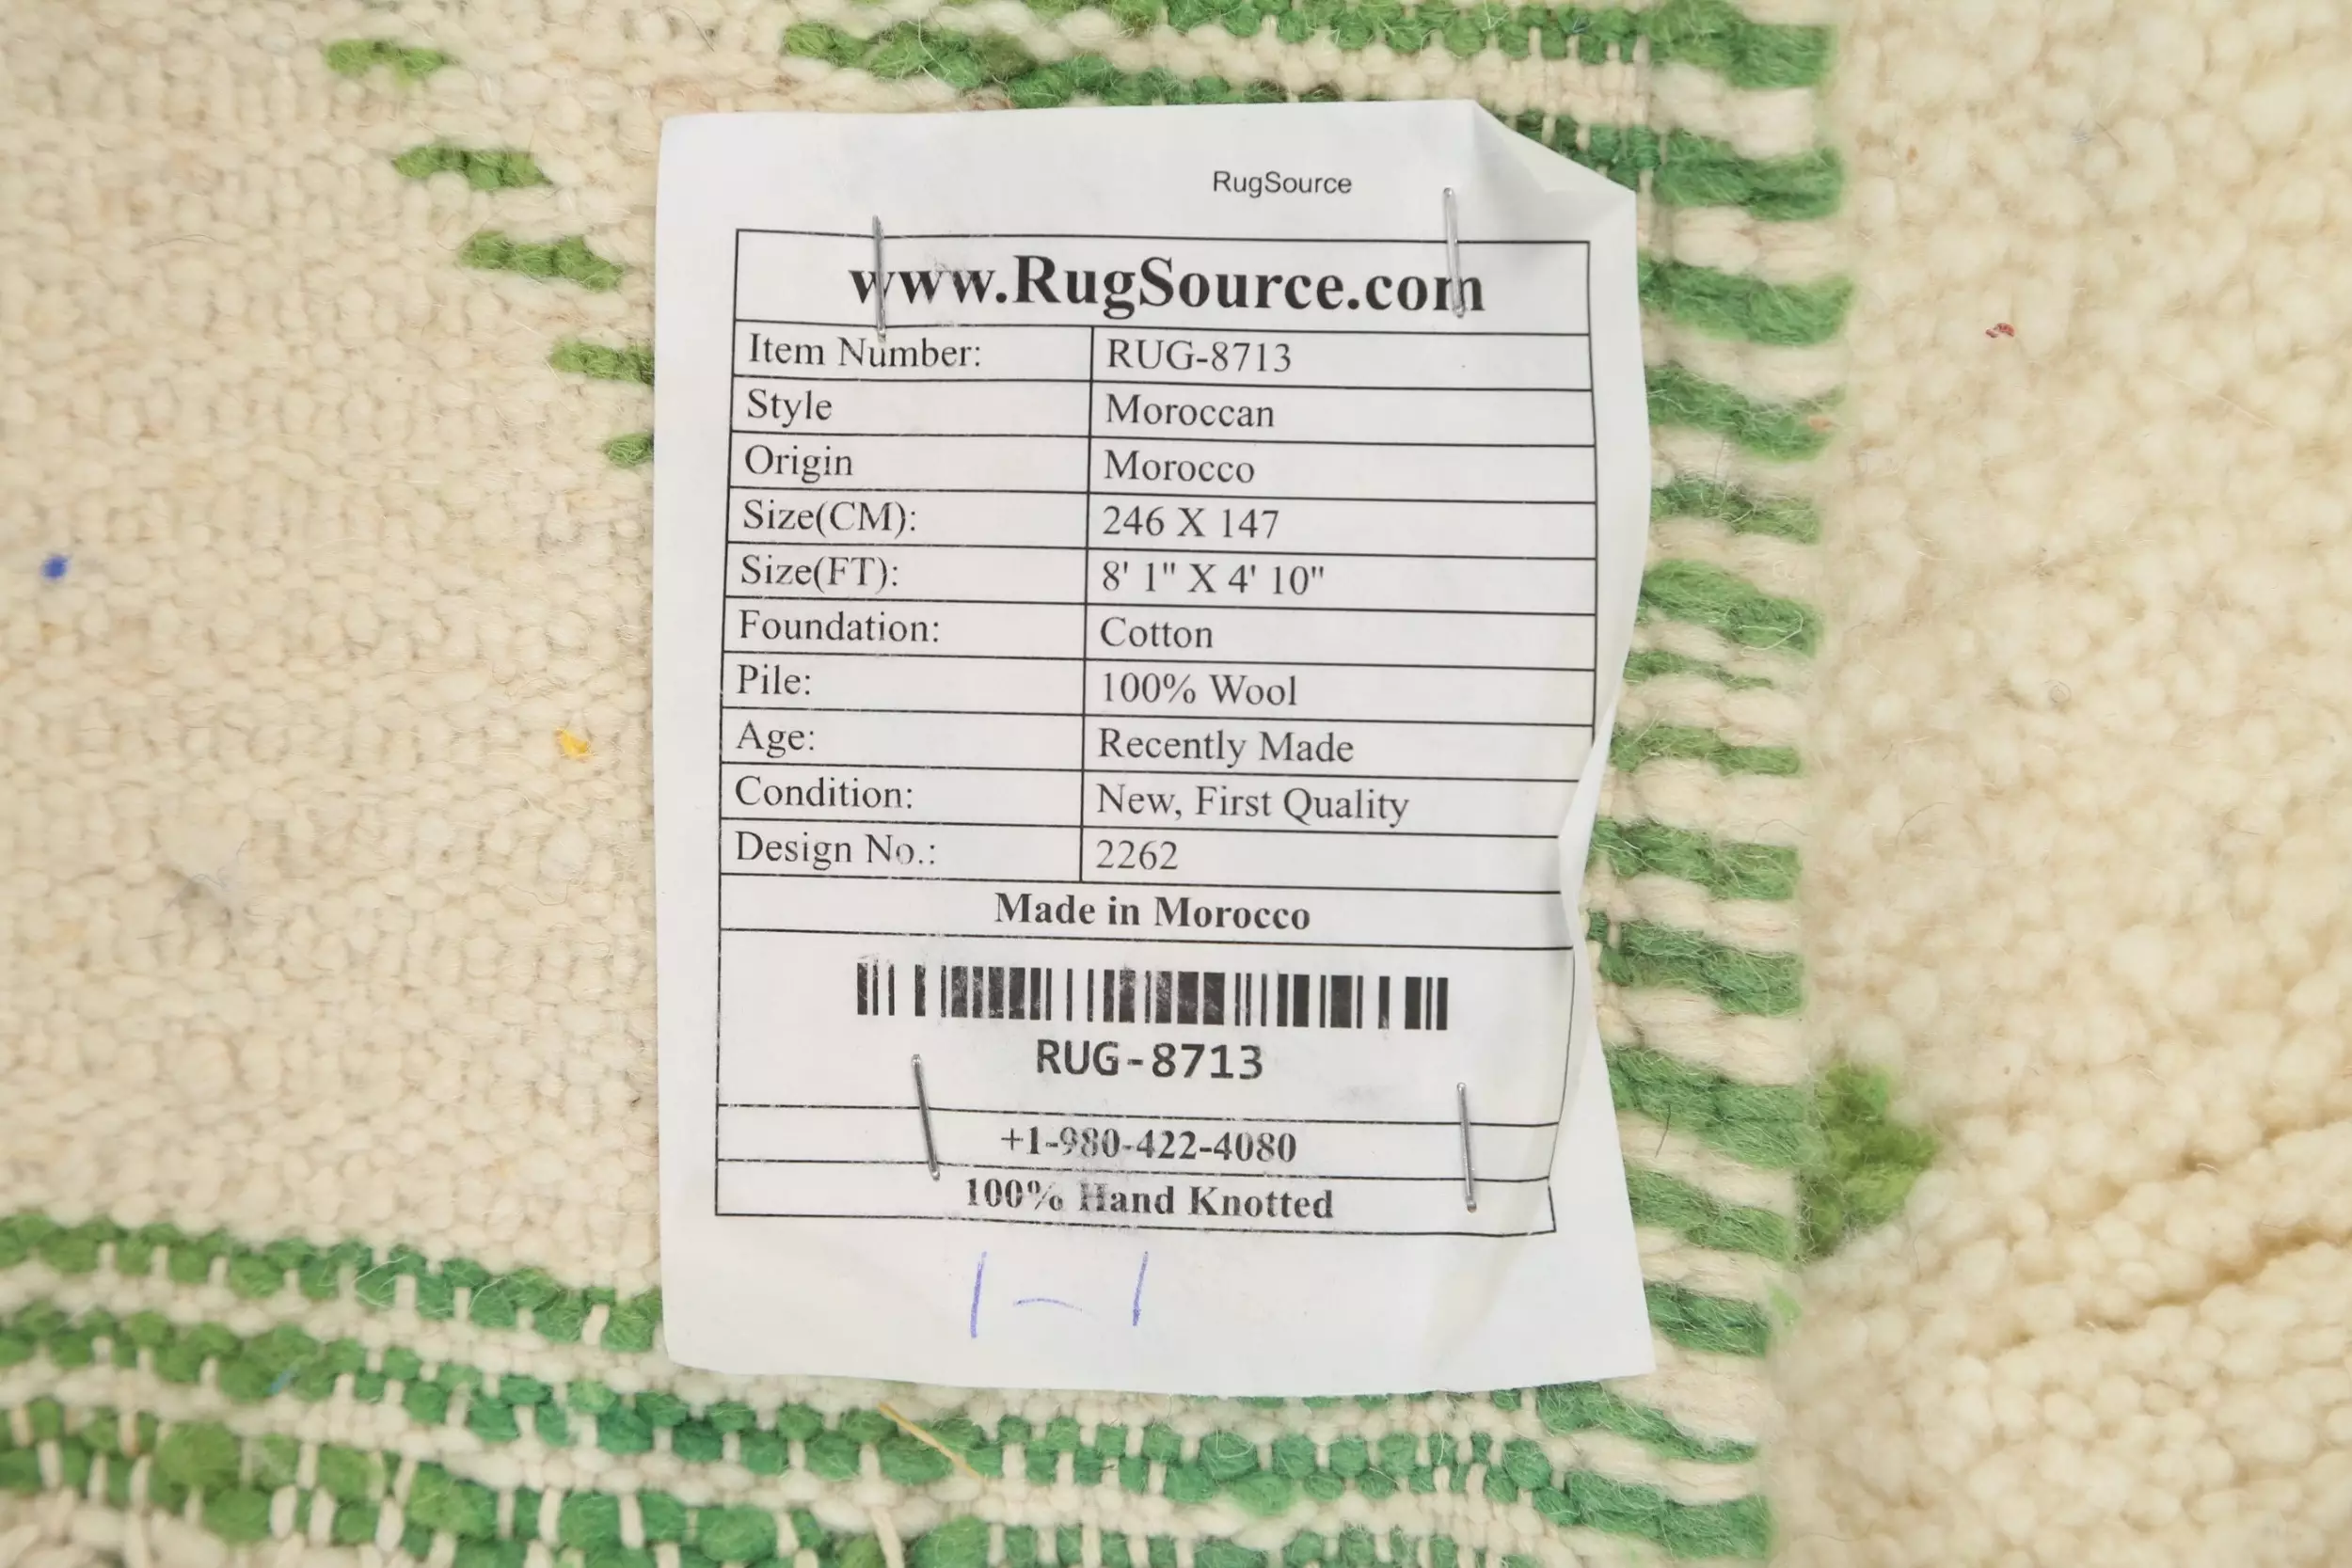 RugSource
www.RugSource.com
Item Number: RUG-8713
Style Moroccan
Origin Morocco
Size(CM): 246 X 147
Size(FT): 8' 1" X 4' 10"
Foundation: Cotton
Pile: 100% Wool
Age: Recently Made
Condition: New, First Quality
Design No.: 2262
Made in Morocco
RUG-8713
+1-980-422-4080
100% Hand Knotted
1-1